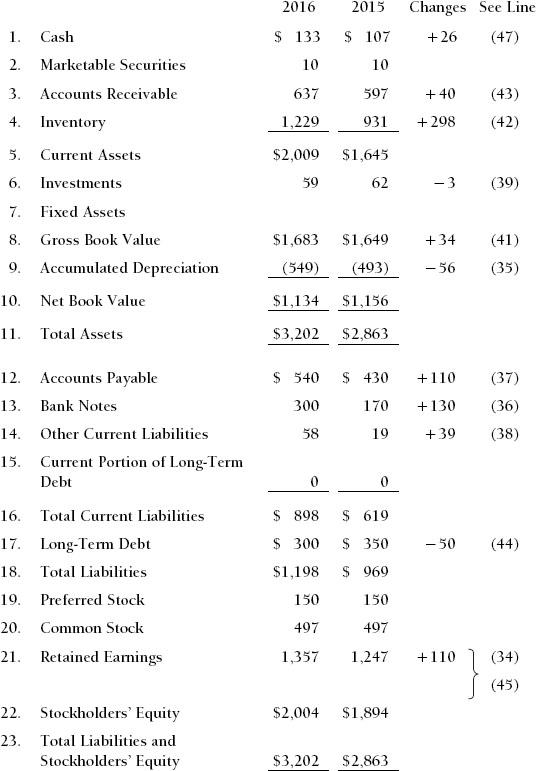 2016 2015 Changes See Line
1. Cash $ 133 $ 107 +26 (47)
2. Marketable Securities 10 10
3. Accounts Receivable 637 597 +40 (43)
4. Inventory 1,229 931 +298 (42)
5. Current Assets $2,009 $1,645
6. Investments 59 62 −3 (39)
7. Fixed Assets
8. Gross Book Value $1,683 $1,649 +34 (41)
9. Accumulated Depreciation (549) (493) −56 (35)
10. Net Book Value $1,134 $1,156
11. Total Assets $3,202 $2,863
12. Accounts Payable $ 540 $ 430 +110 (37)
13. Bank Notes 300 170 +130 (36)
14. Other Current Liabilities 58 19 +39 (38)
15. Current Portion of Long-Term
Debt 0 0
16. Total Current Liabilities $ 898 $ 619
17. Long-Term Debt $ 300 $ 350 −50 (44)
18. Total Liabilities $1,198 $ 969
19. Preferred Stock 150 150
20. Common Stock 497 497
21. Retained Earnings 1,357 1,247 +110 (34)
(45)
22. Stockholders' Equity $2,004 $1,894
23. Total Liabilities and
Stockholders' Equity $3,202 $2,863